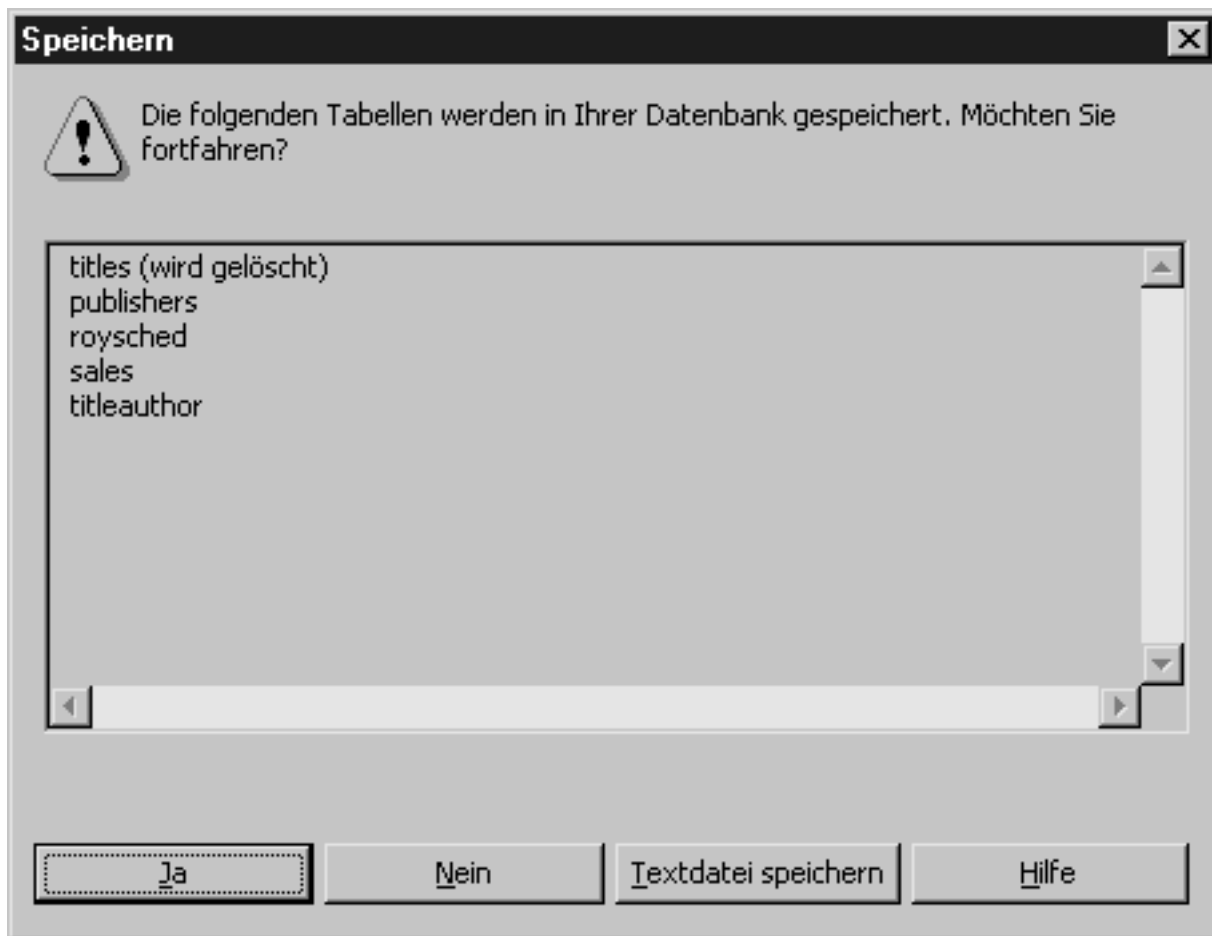 Speichern
Die folgenden Tabellen werden in Ihrer Datenbank gespeichert. Möchten Sie
fortfahren?
titles (wird gelöscht)
publishers
roysched
sales
titleauthor
Ja
Nein
Textdatei speichern
Hilfe